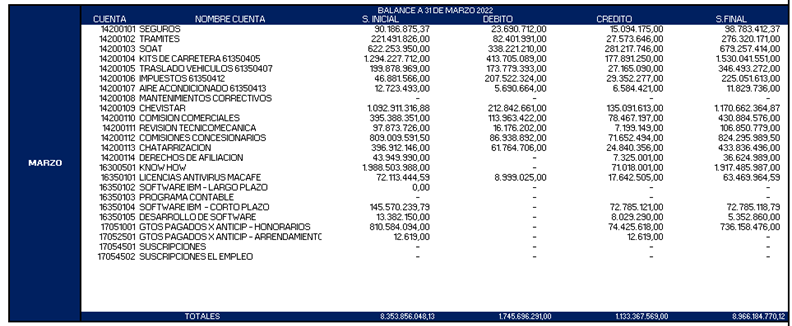 BALANCE A 31 DE MARZO 2022
CUENTA NOMBRE CUENTA S. INICIAL DEBITO CREDITO S.FINAL
14200101 SEGUROS 90.186.875,37 23.690.712,00 15.094.175,00 98.783.412,37
14200102 TRAMITES 221.491.826,00 82.401.991,00 27.573.646,00 276.320.171,00
14200103 SOAT 622.253.950,00 338.221.210,00 281.217.746,00 679.257.414,00
14200104 KITS DE CARRETERA 61350405 1.294.227.712,00 413.705.089,00 177.891.250,00 1.530.041.551,00
14200105 TRASLADO VEHICULOS 61350407 199.878.969,00 173.779.393,00 27.165.090,00 346.493.272,00
14200106 IMPUESTOS 61350412 46.881.566,00 207.522.324,00 29.352.277,00 225.051.613,00
14200107 AIRE ACONDICIONADO 61350413 12.723.493,00 5.690.664,00 6.584.421,00 11.829.736,00
14200108 MANTENIMIENTOS CORRECTIVOS - - - -
14200109 CHEVISTAR 1.092.911.316,88 212.842.661,00 135.091.613,00 1.170.662.364,87
14200110 COMISION COMERCIALES 395.388.351,00 113.963.422,00 78.467.197,00 430.884.576,00
14200111 REVISION TECNICOMECANICA 97.873.726,00 16.176.202,00 7.199.149,00 106.850.779,00
14200112 COMISIONES CONCESIONARIOS 809.009.591,50 86.938.892,00 71.652.494,00 824.295.989,50
14200113 CHATARRIZACION 396.912.146,00 61.764.706,00 24.840.356,00 433.836.496,00
14200114 DERECHOS DE AFILIACION 43.949.990,00 - 7.325.001,00 36.624.989,00
16300501 KNOW HOW 1.988.503.988,00 - 71.018.001,00 1.917.485.987,00
16350101 LICENCIAS ANTIVIRUS MACAFE 72.113.444,59 8.999.025,00 17.642.505,00 63.469.964,59
16350102 SOFTWARE IBM - LARGO PLAZO 0,00 - - -
16350103 PROGRAMA CONTABLE - - - -
16350104 SOFTWARE IBM - CORTO PLAZO 145.570.239,79 - 72.785.121,00 72.785.118,79
16350105 DESARROLLO DE SOFTWARE 13.382.150,00 - 8.029.290,00 5.352.860,00
17051001 GTOS PAGADOS X ANTICIP - HONORARIOS 810.584.094,00 - 74.425.618,00 736.158.476,00
17052501 GTOS PAGADOS X ANTICIP - ARRENDAMIENTO 12.619,00 - 12.619,00 -
17054501 SUSCRIPCIONES - - - -
17054502 SUSCRIPCIONES EL EMPLEO - - - -
MARZO
TOTALES 8.353.856.048,13 1.745.696.291,00 1.133.367.569,00 8.966.184.770,12